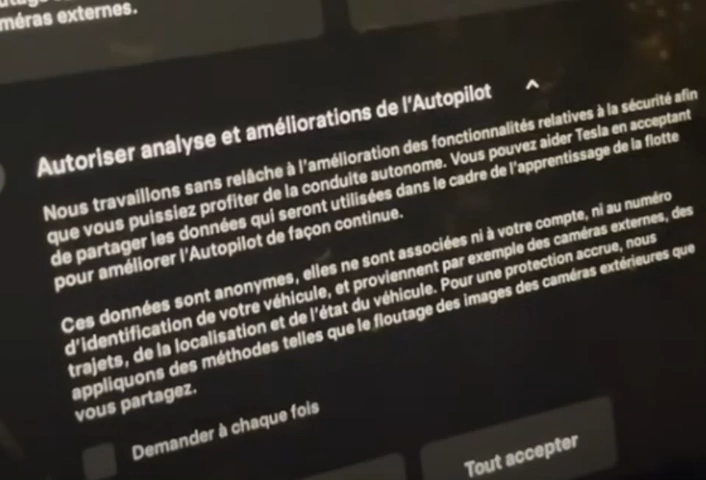 méras externes.
Autoriser analyse et améliorations de l'Autopilot
Nous travaillons sans relâche à l'amélioration des fonctionnalités relatives à la sécurité afin
que vous puissiez profiter de la conduite autonome. Vous pouvez aider Tesla en acceptant
de partager les données qui seront utilisées dans le cadre de l'apprentissage de la flotte
pour améliorer l'Autopilot de façon continue.
Ces données sont anonymes, elles ne sont associées ni à votre compte, ni au numéro
d'identification de votre véhicule, et proviennent par exemple des caméras externes, des
trajets, de la localisation et de l'état du véhicule. Pour une protection accrue, nous
appliquons des méthodes telles que le floutage des images des caméras extérieures que
vous partagez.
Demander à chaque fois
Tout accepter